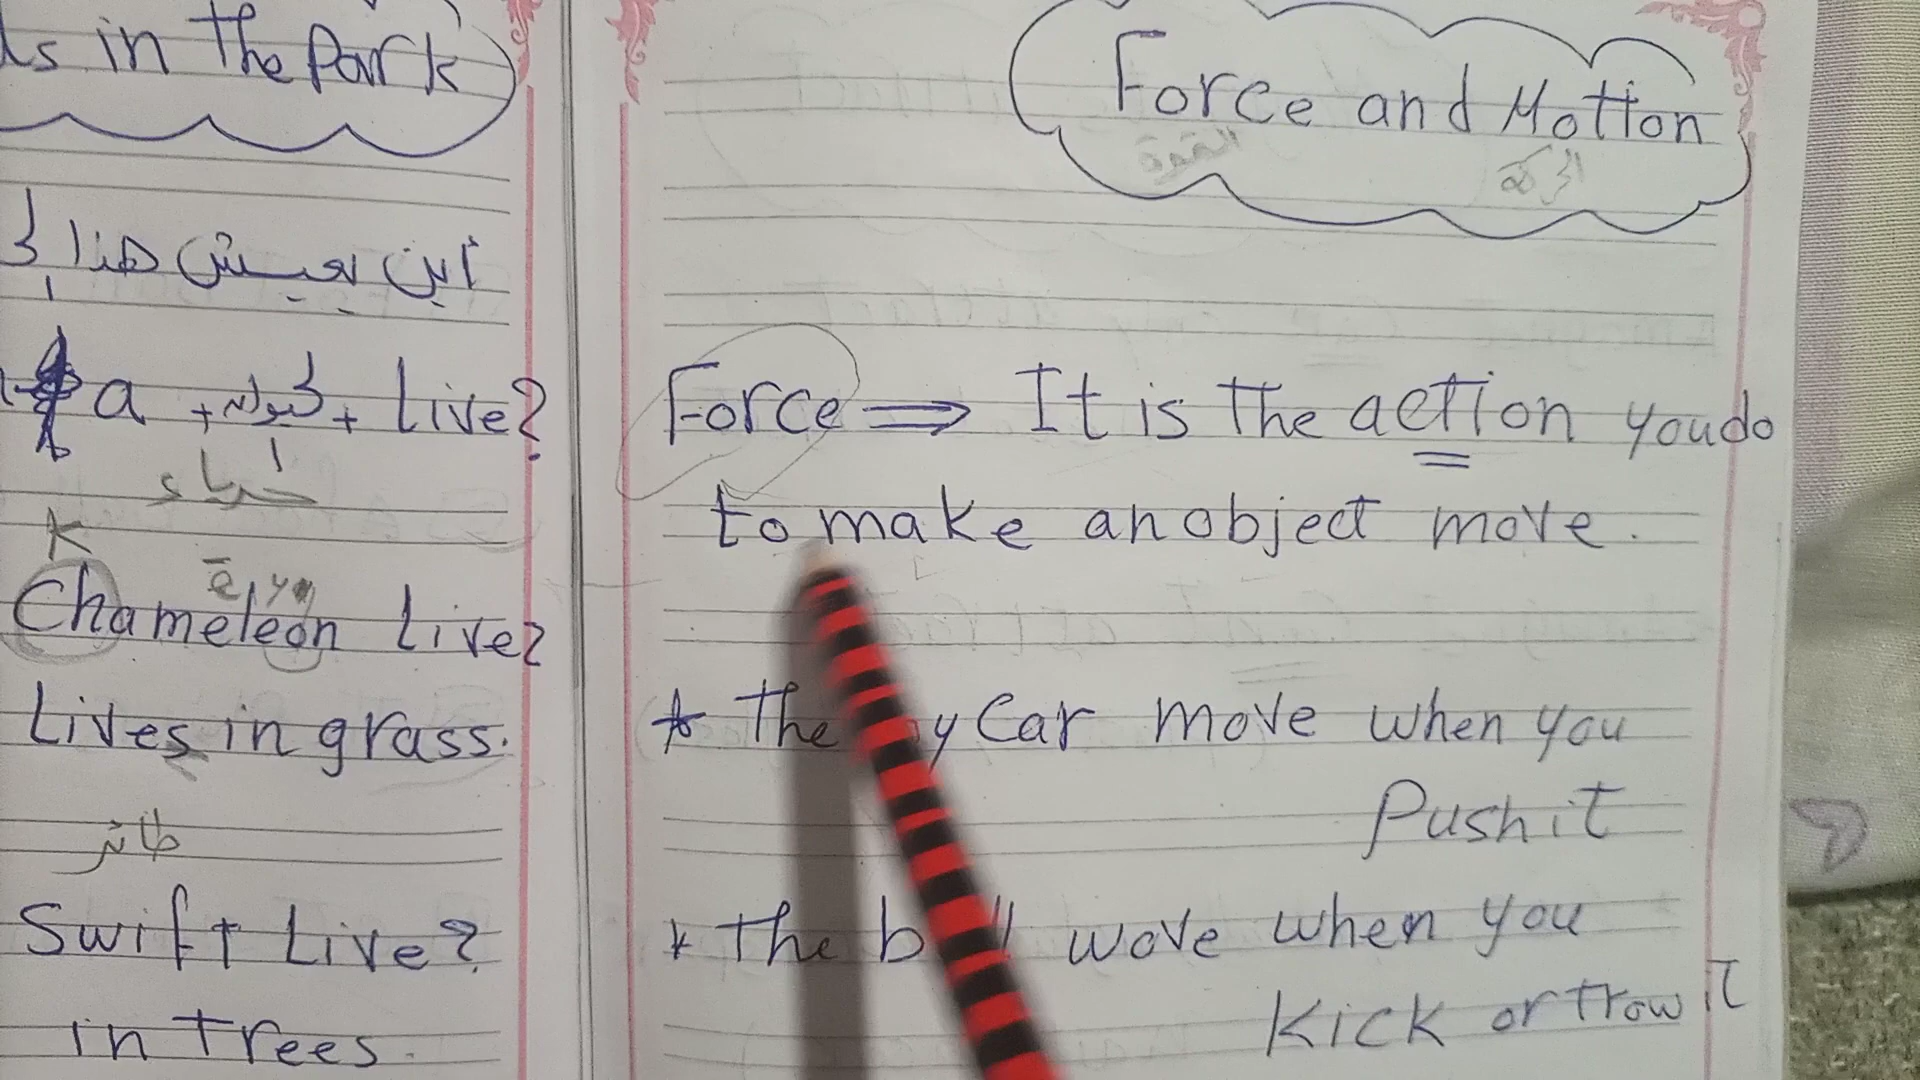 ds in The Park
أين يعيش هذا
a + + Live?
حرباء
K
ē
Chameleon Live?
Lives in grass.
طائر
Swift Live?
in Trees.
Force and Motion
القوة
الحركة
Force ⇒ It is The action you do
to make an object move.
* The Car move when you
Push it
* The wove when you
Kick or Trow it